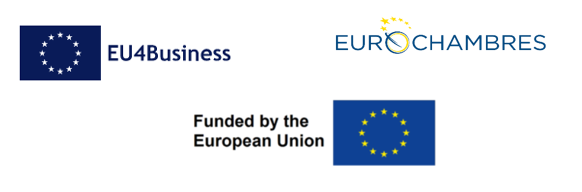 EU4Business
EUROCHAMBRES
Funded by the
European Union